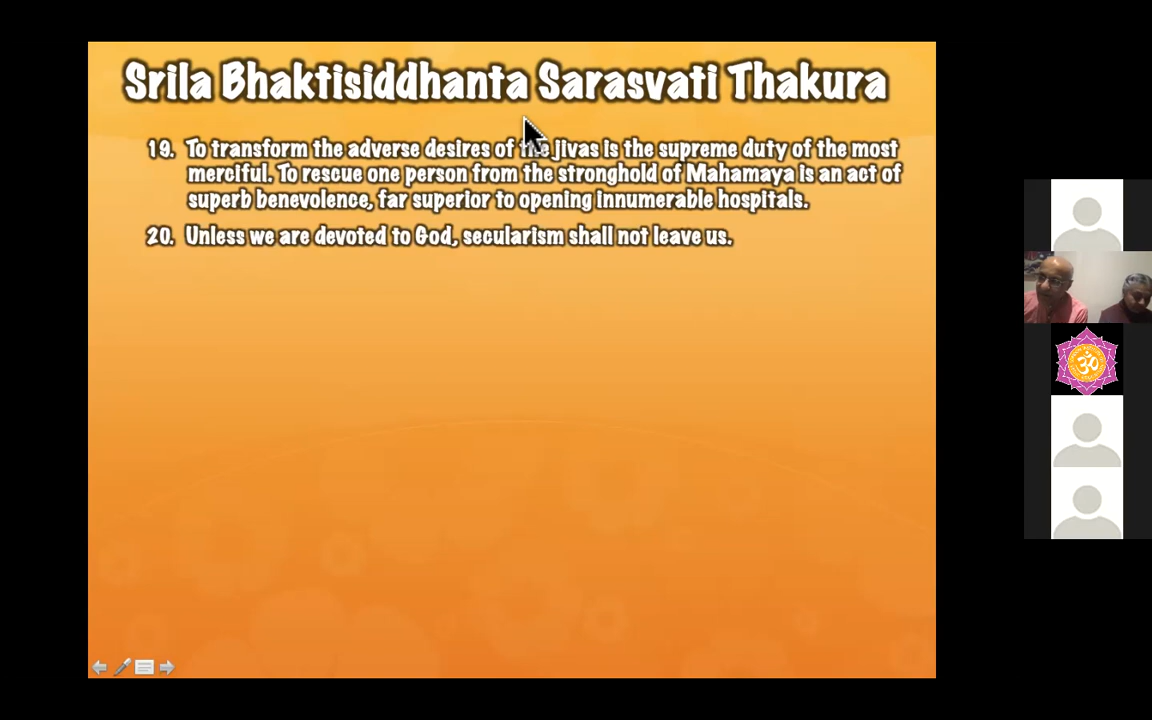 Srila Bhaktisiddhanta Sarasvati Thakura
19. To transform the adverse desires of the jivas is the supreme duty of the most
merciful. To rescue one person from the stronghold of Mahamaya is an act of
superb benevolence, far superior to opening innumerable hospitals.
20. Unless we are devoted to God, secularism shall not leave us.
ॐ